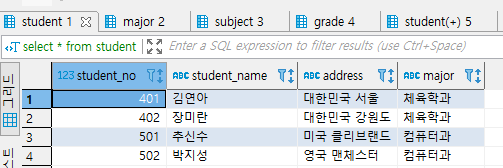 student 1 major 2 subject 3 grade 4 student(+) 5
select * from student Enter a SQL expression to filter results (use Ctrl+Space)
그리드
123 student_no ABC student_name ABC address ABC major
1 401 김연아 대한민국 서울 체육학과
2 402 장미란 대한민국 강원도 체육학과
3 501 추신수 미국 클리브랜드 컴퓨터과
4 502 박지성 영국 맨체스터 컴퓨터과